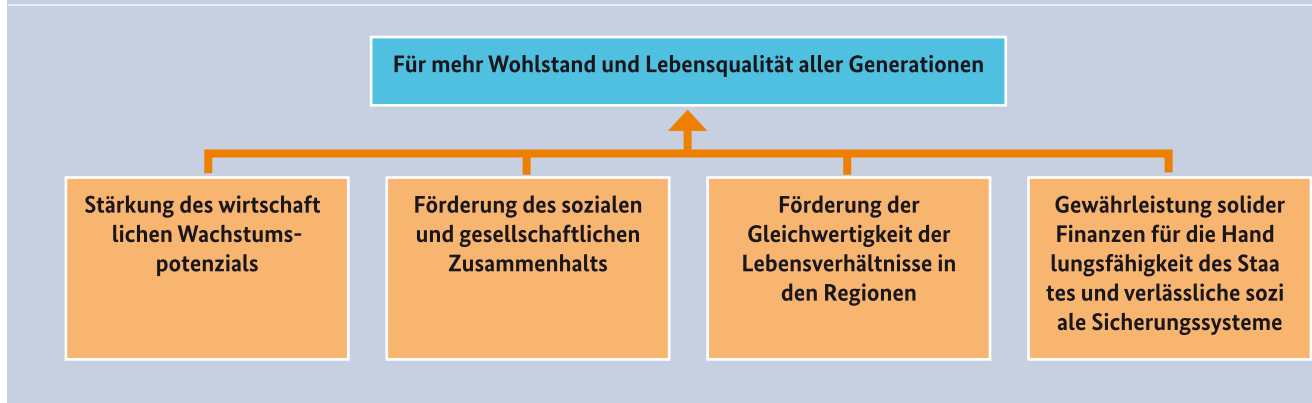 Für mehr Wohlstand und Lebensqualität aller Generationen
Stärkung des wirtschaft
lichen Wachstums-
potenzials
Förderung des sozialen
und gesellschaftlichen
Zusammenhalts
Förderung der
Gleichwertigkeit der
Lebensverhältnisse in
den Regionen
Gewährleistung solider
Finanzen für die Hand
lungsfähigkeit des Staa
tes und verlässliche sozi
ale Sicherungssysteme